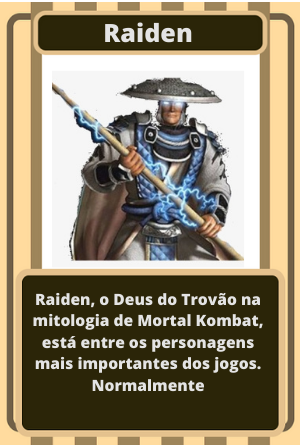 Raiden
Raiden, o Deus do Trovão na
mitologia de Mortal Kombat,
está entre os personagens
mais importantes dos jogos.
Normalmente